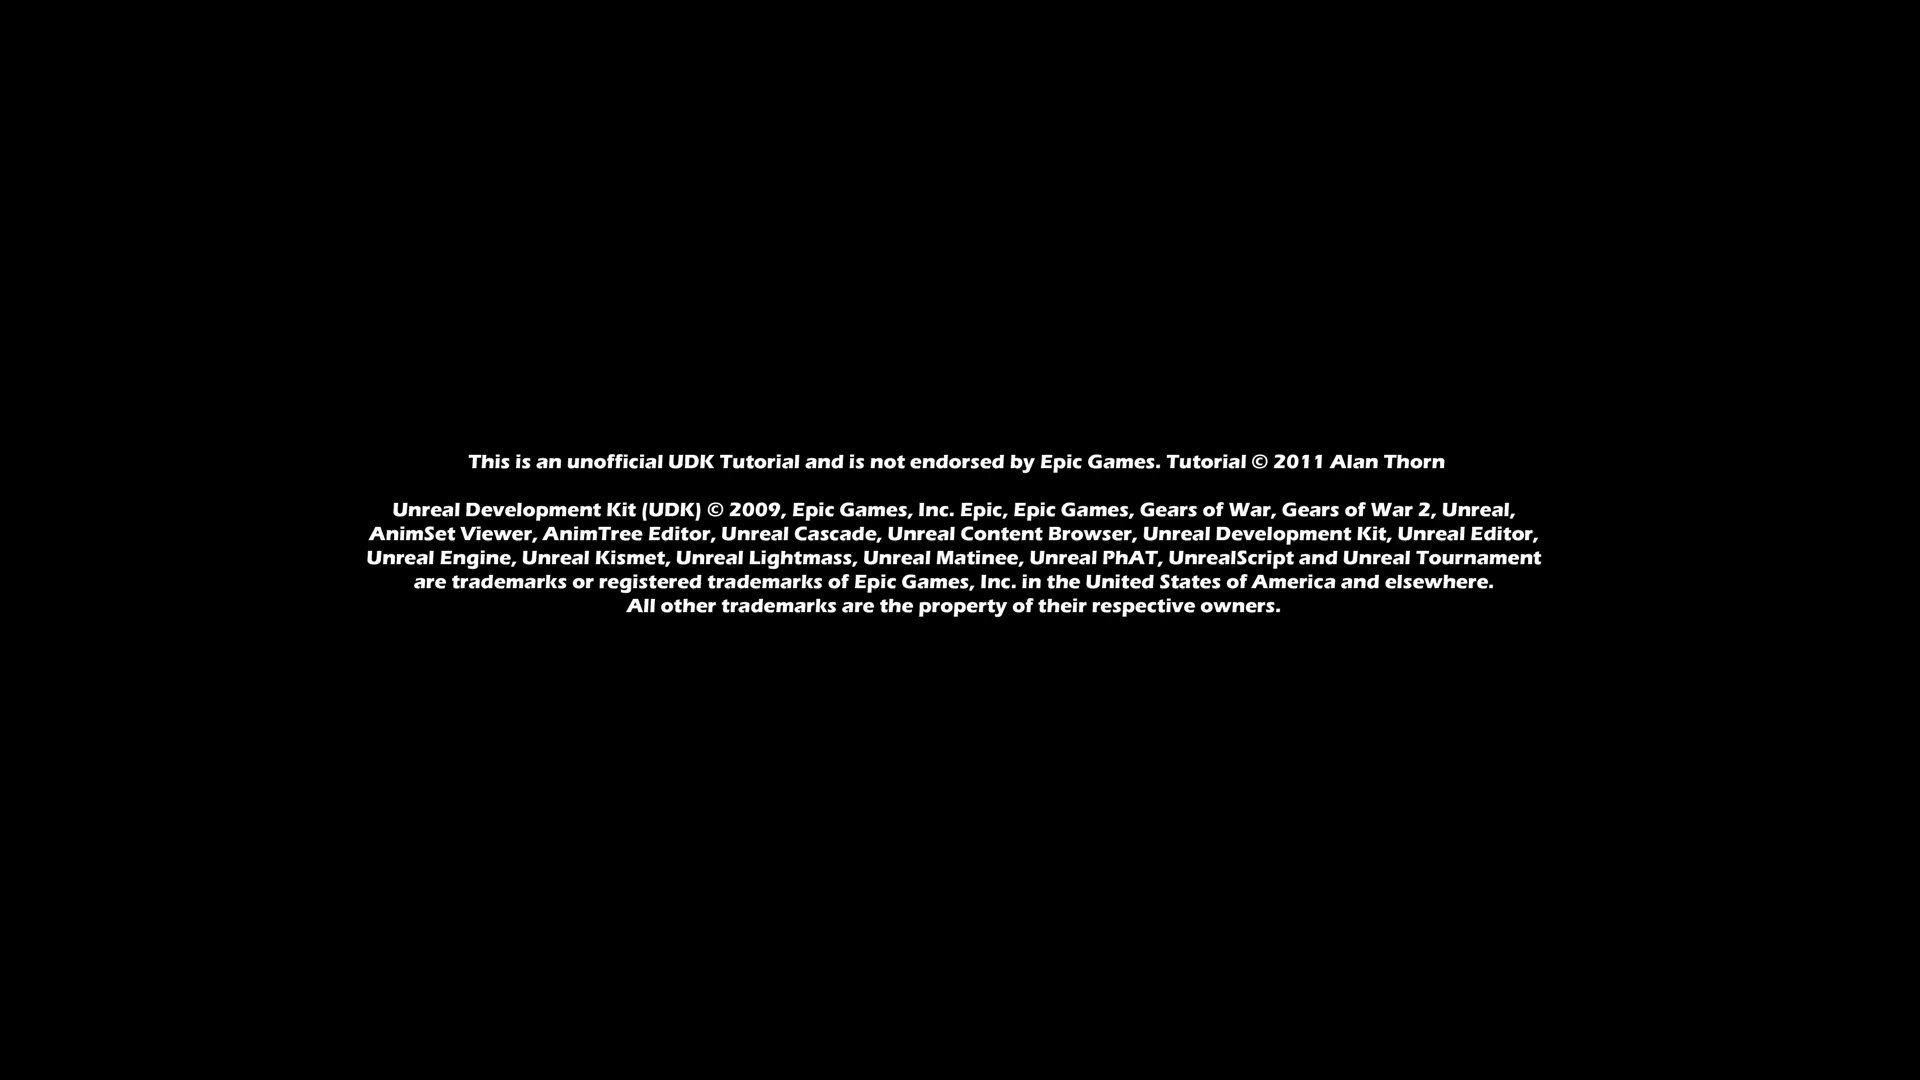 This is an unofficial UDK Tutorial and is not endorsed by Epic Games. Tutorial © 2011 Alan Thorn
Unreal Development Kit (UDK) © 2009, Epic Games, Inc. Epic, Epic Games, Gears of War, Gears of War 2, Unreal,
AnimSet Viewer, AnimTree Editor, Unreal Cascade, Unreal Content Browser, Unreal Development Kit, Unreal Editor,
Unreal Engine, Unreal Kismet, Unreal Lightmass, Unreal Matinee, Unreal PhAT, UnrealScript and Unreal Tournament
are trademarks or registered trademarks of Epic Games, Inc. in the United States of America and elsewhere.
All other trademarks are the property of their respective owners.